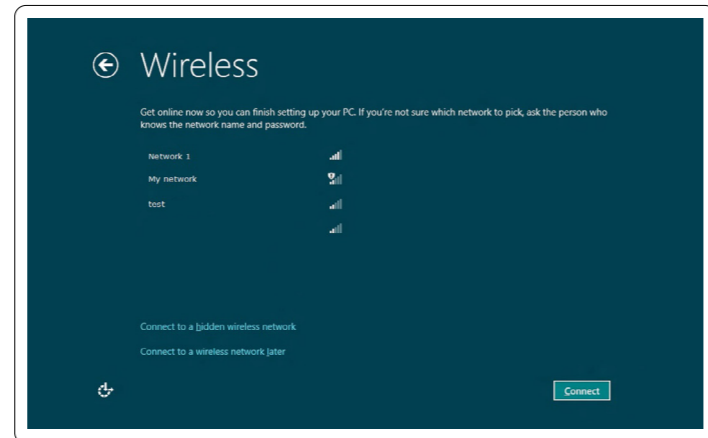 Wireless
Get online now so you can finish setting up your PC. If you're not sure which network to pick, ask the person who
knows the network name and password.
Network 1
My network
test
Connect to a hidden wireless network
Connect to a wireless network later
Connect